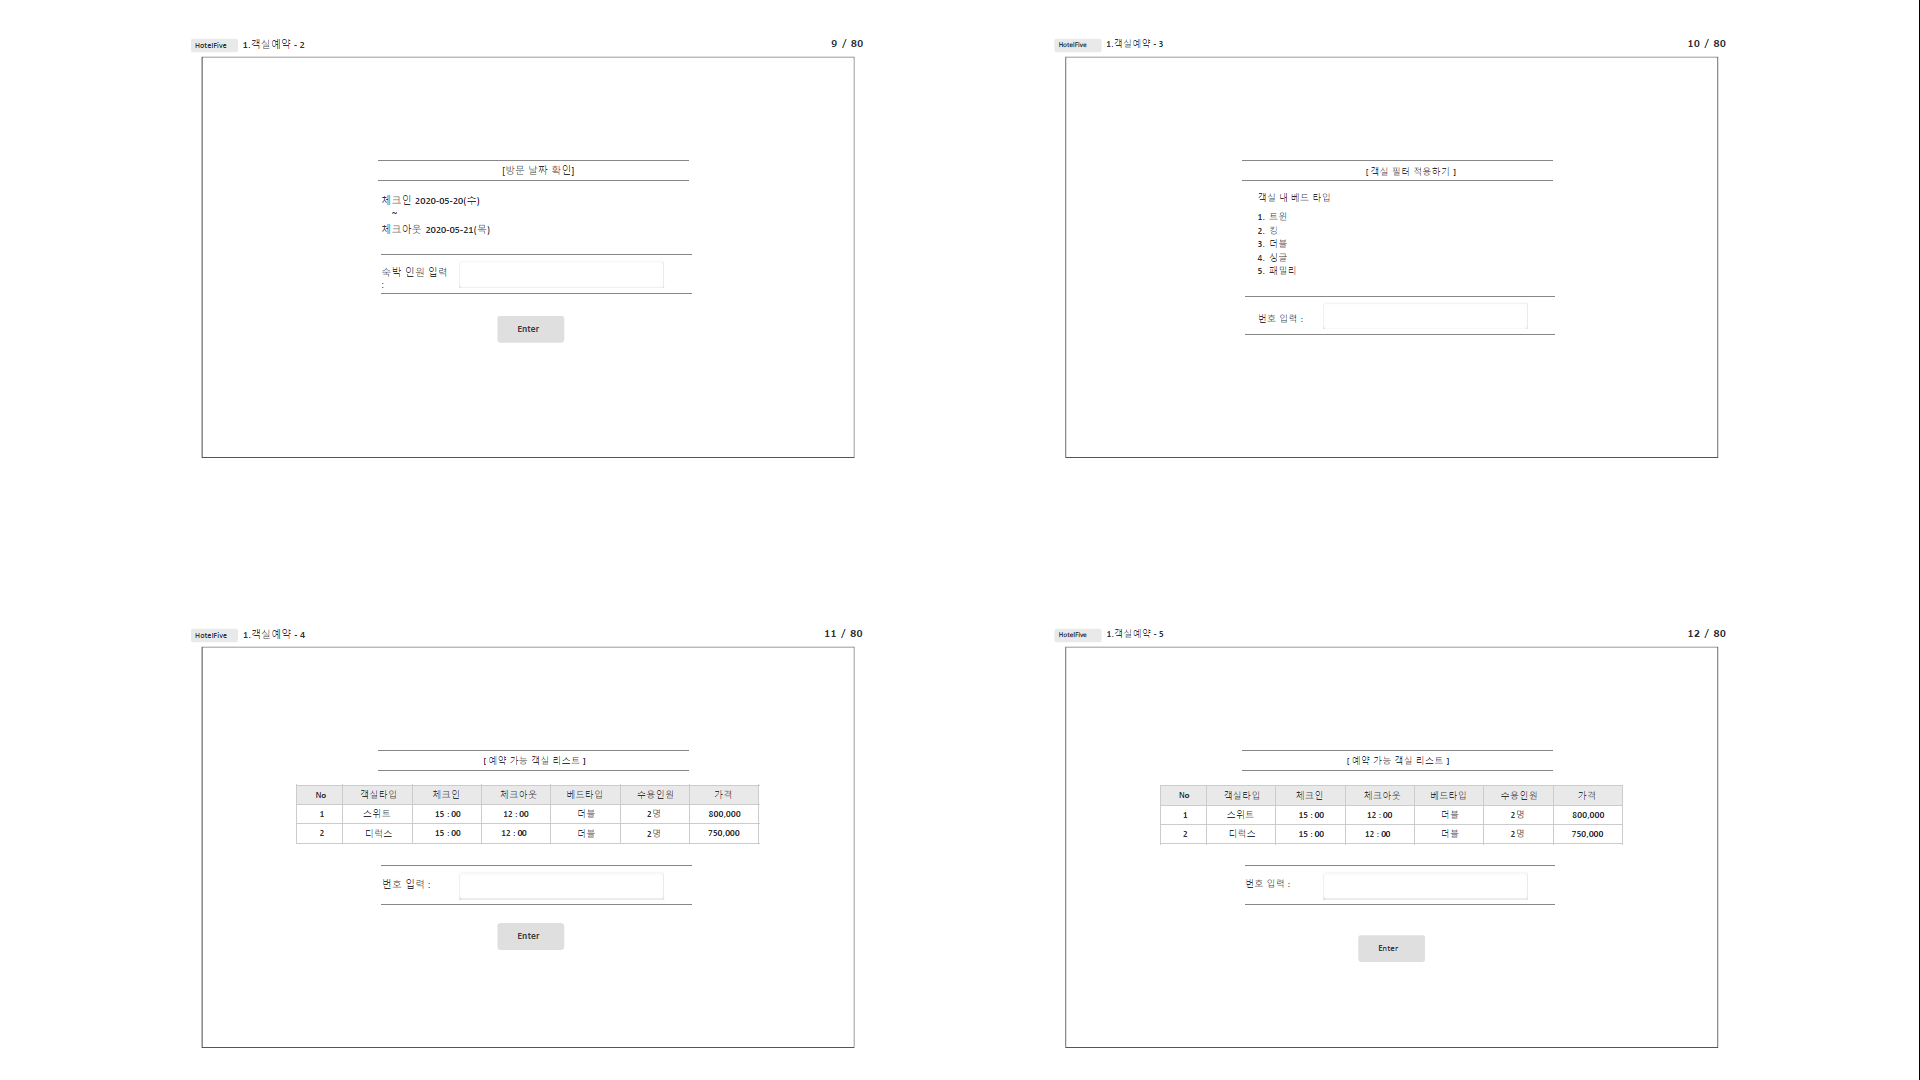 HotelFive 1.객실예약 - 2 9 / 80
[방문 날짜 확인]
체크인 2020-05-20(수)
~
체크아웃 2020-05-21(목)
숙박 인원 입력
:
Enter
HotelFive 1.객실예약 - 3 10 / 80
[ 객실 필터 적용하기 ]
객실 내 베드 타입
1. 트윈
2. 킹
3. 더블
4. 싱글
5. 패밀리
번호 입력 :
HotelFive 1.객실예약 - 4 11 / 80
[ 예약 가능 객실 리스트 ]
No 객실타입 체크인 체크아웃 베드타입 수용인원 가격
1 스위트 15 : 00 12 : 00 더블 2명 800,000
2 디럭스 15 : 00 12 : 00 더블 2명 750,000
번호 입력 :
Enter
HotelFive 1.객실예약 - 5 12 / 80
[ 예약 가능 객실 리스트 ]
No 객실타입 체크인 체크아웃 베드타입 수용인원 가격
1 스위트 15 : 00 12 : 00 더블 2명 800,000
2 디럭스 15 : 00 12 : 00 더블 2명 750,000
번호 입력 :
Enter